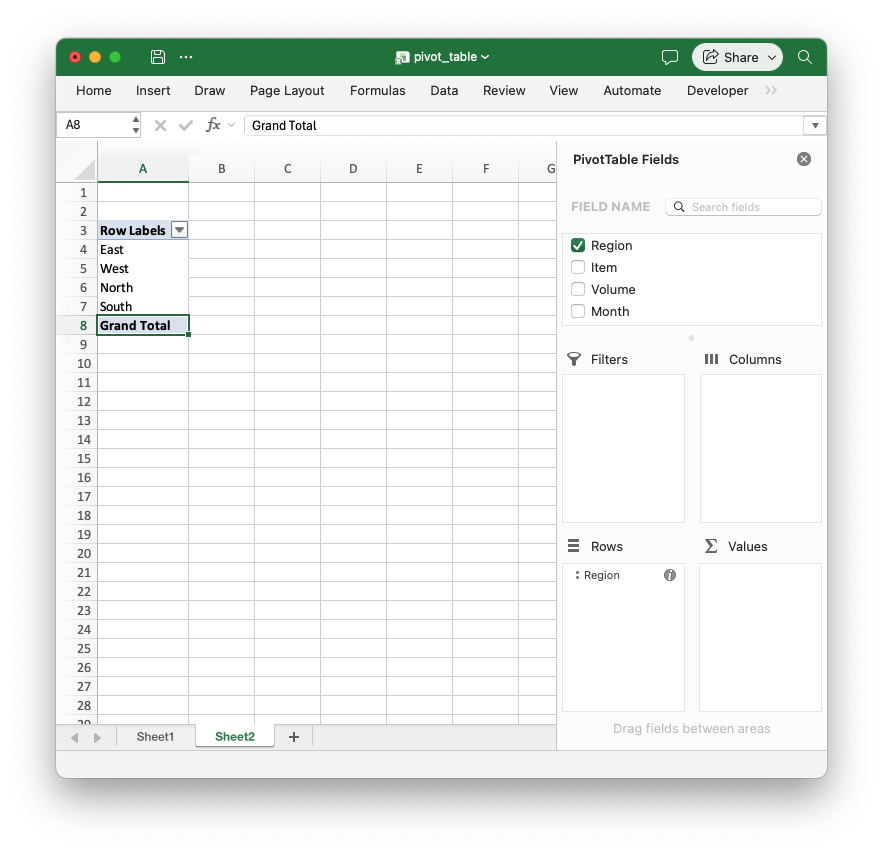 pivot_table
Share
Home Insert Draw Page Layout Formulas Data Review View Automate Developer
A8 fx Grand Total
PivotTable Fields
A B C D E F G
FIELD NAME Search fields
1
2
3 Row Labels
4 East
5 West
6 North
7 South
8 Grand Total
9
10
11
12
13
14
15
16
17
18
19
20
21
22
23
24
25
26
27
28
29
Region
Item
Volume
Month
Filters Columns
Rows Σ Values
Region
Drag fields between areas
Sheet1 Sheet2 +